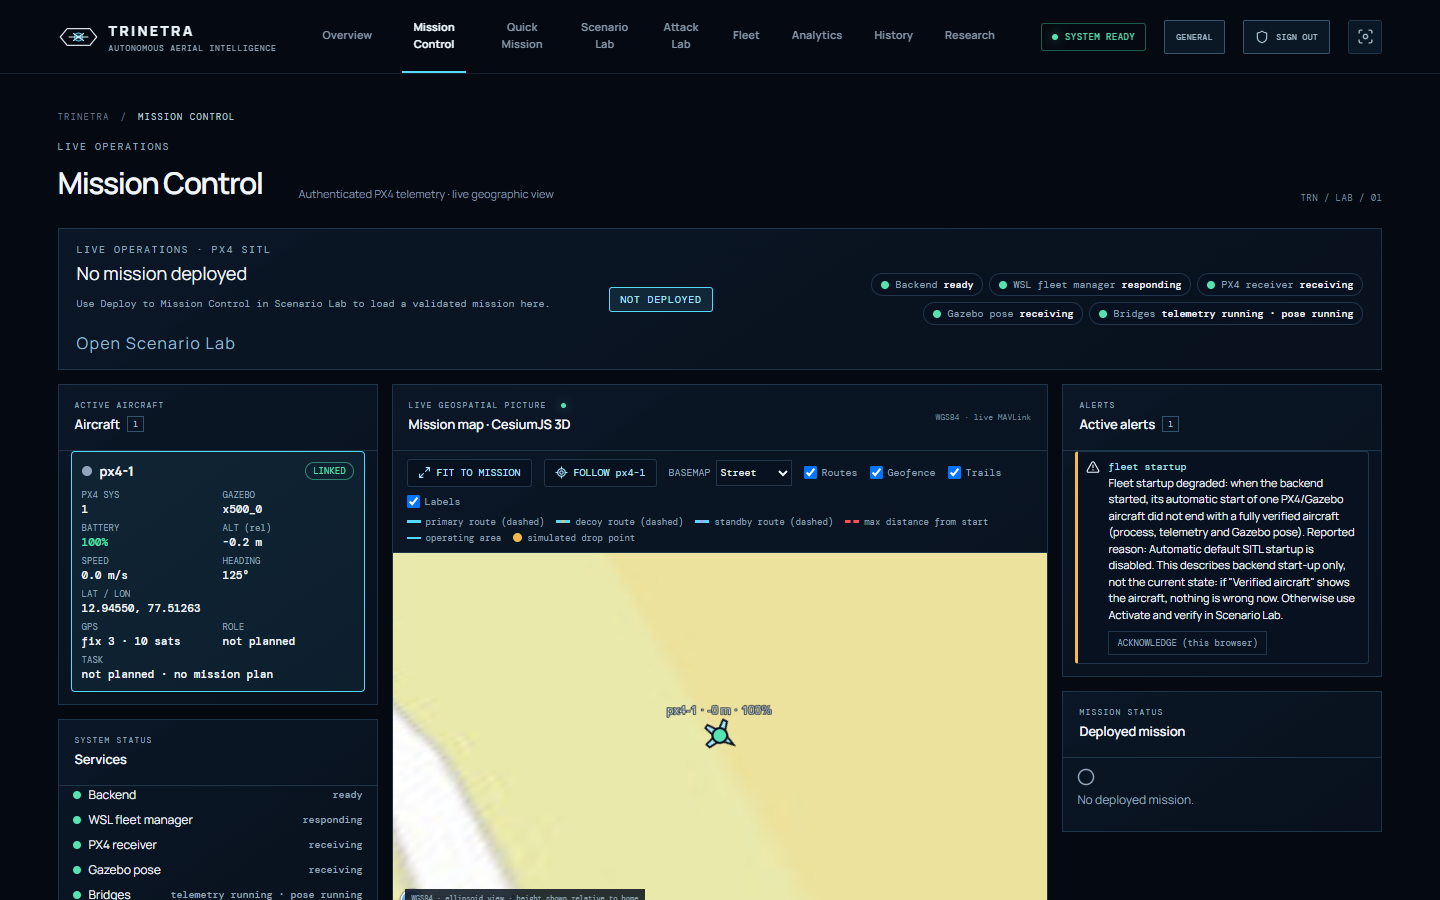 TRINETRA
AUTONOMOUS AERIAL INTELLIGENCE
Overview
Mission
Control
Quick
Mission
Scenario
Lab
Attack
Lab
Fleet
Analytics
History
Research
SYSTEM READY
GENERAL
SIGN OUT
TRINETRA / MISSION CONTROL
LIVE OPERATIONS
Mission Control
Authenticated PX4 telemetry · live geographic view
TRN / LAB / 01
LIVE OPERATIONS · PX4 SITL
No mission deployed
Use Deploy to Mission Control in Scenario Lab to load a validated mission here.
Open Scenario Lab
NOT DEPLOYED
Backend ready
WSL fleet manager responding
PX4 receiver receiving
Gazebo pose receiving
Bridges telemetry running · pose running
ACTIVE AIRCRAFT
Aircraft 1
px4-1 LINKED
PX4 SYS GAZEBO
1 x500_0
BATTERY ALT (rel)
100% -0.2 m
SPEED HEADING
0.0 m/s 125°
LAT / LON
12.94550, 77.51263
GPS ROLE
fix 3 · 10 sats not planned
TASK
not planned · no mission plan
SYSTEM STATUS
Services
Backend ready
WSL fleet manager responding
PX4 receiver receiving
Gazebo pose receiving
Bridges telemetry running · pose running
LIVE GEOSPATIAL PICTURE
Mission map · CesiumJS 3D
WGS84 · live MAVLink
FIT TO MISSION FOLLOW px4-1 BASEMAP Street Routes Geofence Trails
Labels
primary route (dashed) decoy route (dashed) standby route (dashed) max distance from start
operating area simulated drop point
px4-1 · -0 m · 100%
WGS84 · ellipsoid view · height shown relative to home
ALERTS
Active alerts 1
fleet startup
Fleet startup degraded: when the backend
started, its automatic start of one PX4/Gazebo
aircraft did not end with a fully verified aircraft
(process, telemetry and Gazebo pose). Reported
reason: Automatic default SITL startup is
disabled. This describes backend start-up only,
not the current state: if "Verified aircraft" shows
the aircraft, nothing is wrong now. Otherwise use
Activate and verify in Scenario Lab.
ACKNOWLEDGE (this browser)
MISSION STATUS
Deployed mission
No deployed mission.